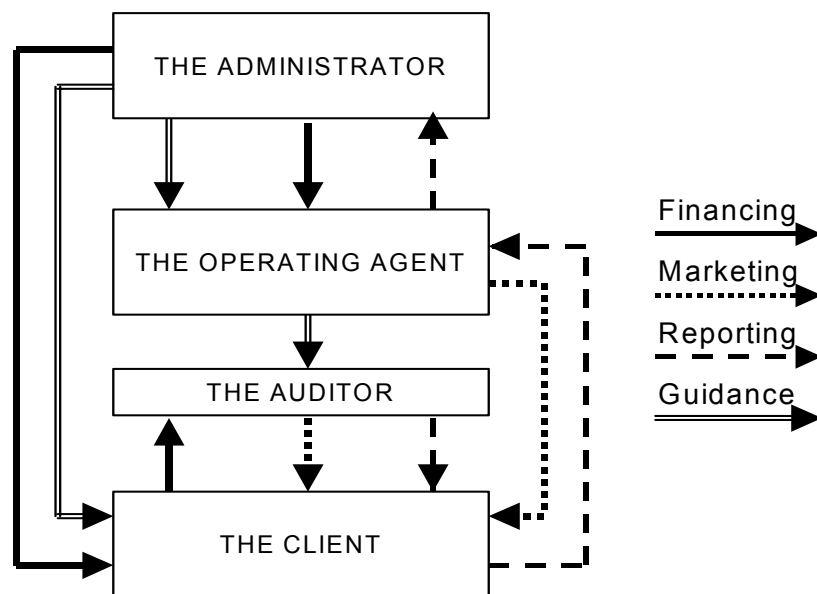 THE ADMINISTRATOR
THE OPERATING AGENT
THE AUDITOR
THE CLIENT
Financing
Marketing
Reporting
Guidance